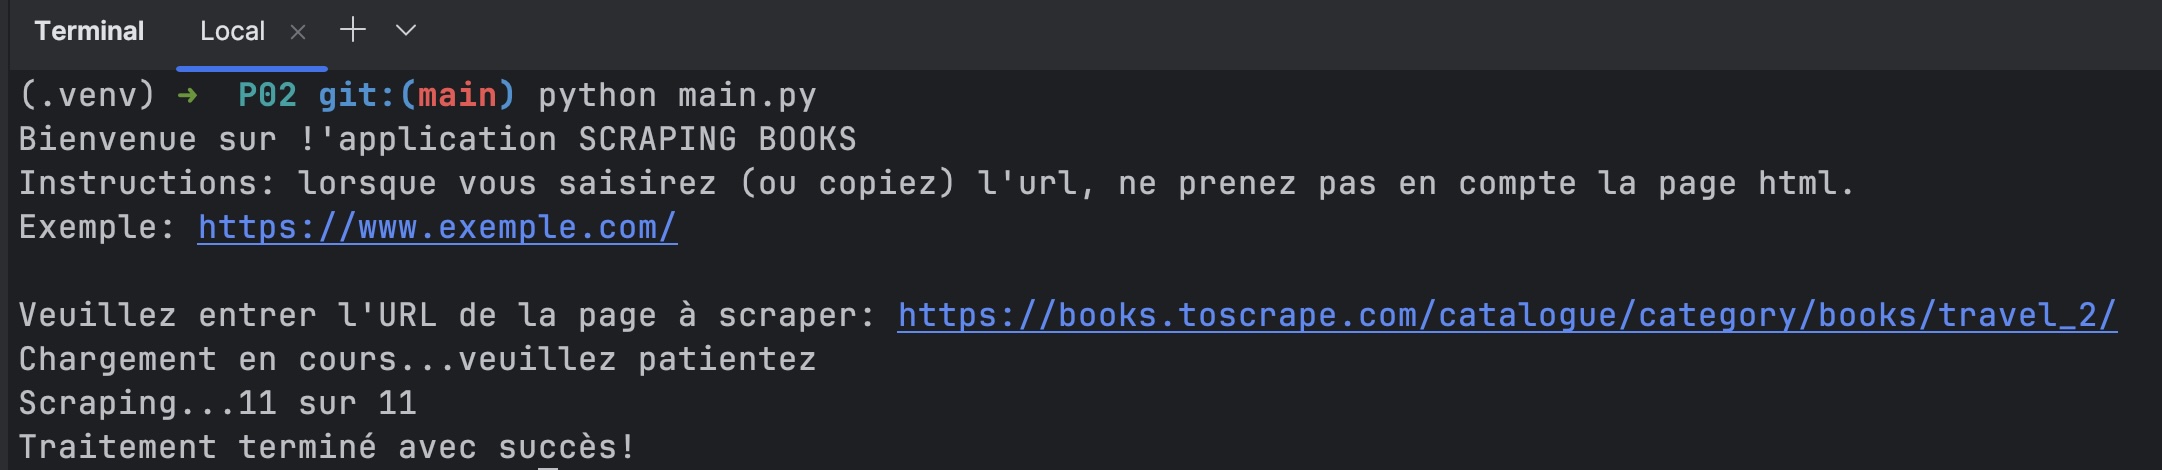 Terminal Local × + ⌄
(.venv) ➜ P02 git:(main) python main.py
Bienvenue sur !'application SCRAPING BOOKS
Instructions: lorsque vous saisirez (ou copiez) l'url, ne prenez pas en compte la page html.
Exemple: https://www.exemple.com/
Veuillez entrer l'URL de la page à scraper: https://books.toscrape.com/catalogue/category/books/travel_2/
Chargement en cours...veuillez patientez
Scraping...11 sur 11
Traitement terminé avec succès!